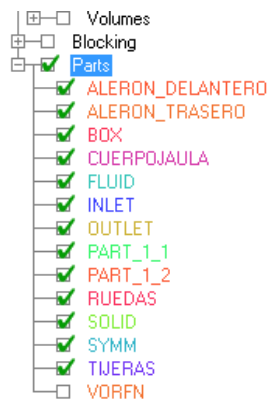 Volumes
Blocking
Parts
ALERON_DELANTERO
ALERON_TRASERO
BOX
CUERPOJAULA
FLUID
INLET
OUTLET
PART_1_1
PART_1_2
RUEDAS
SOLID
SYMM
TIJERAS
VORFN